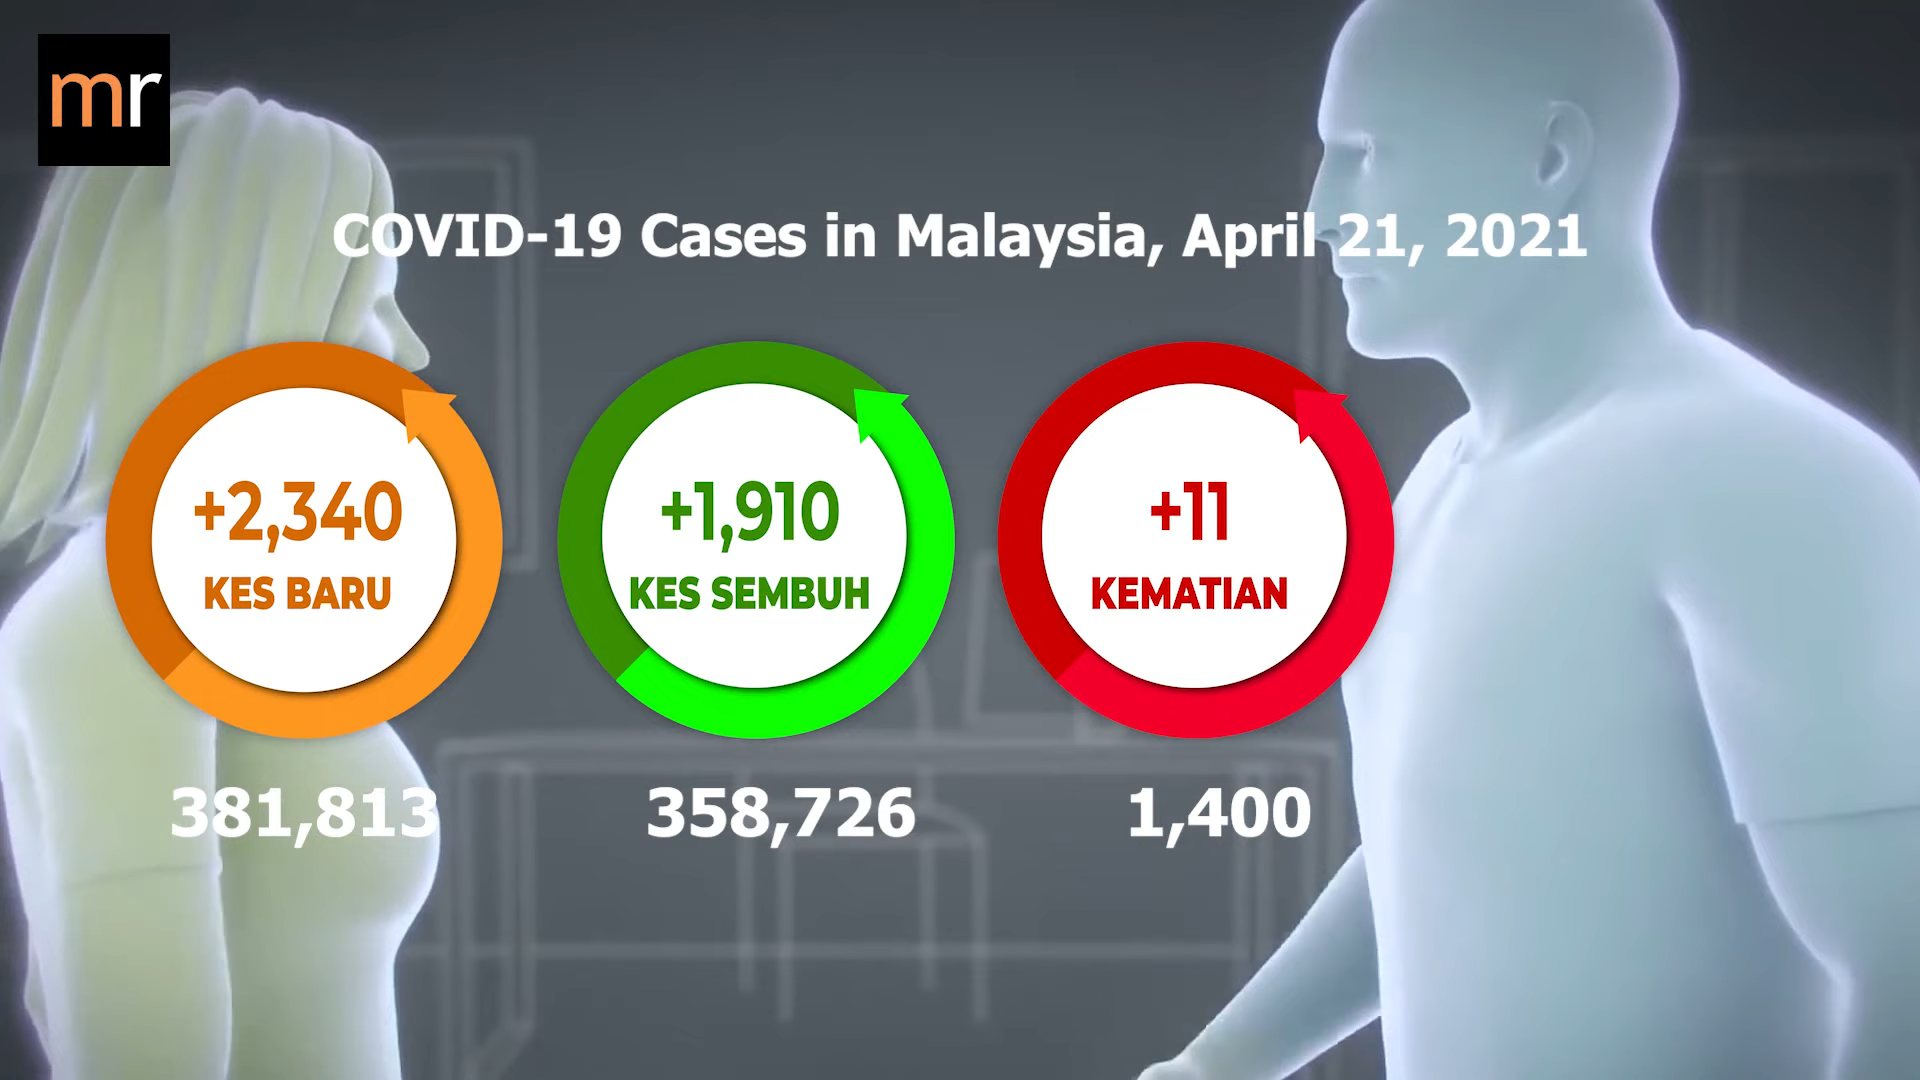 mr
COVID-19 Cases in Malaysia, April 21, 2021
+2,340
KES BARU
+1,910
KES SEMBUH
+11
KEMATIAN
381,813
358,726
1,400